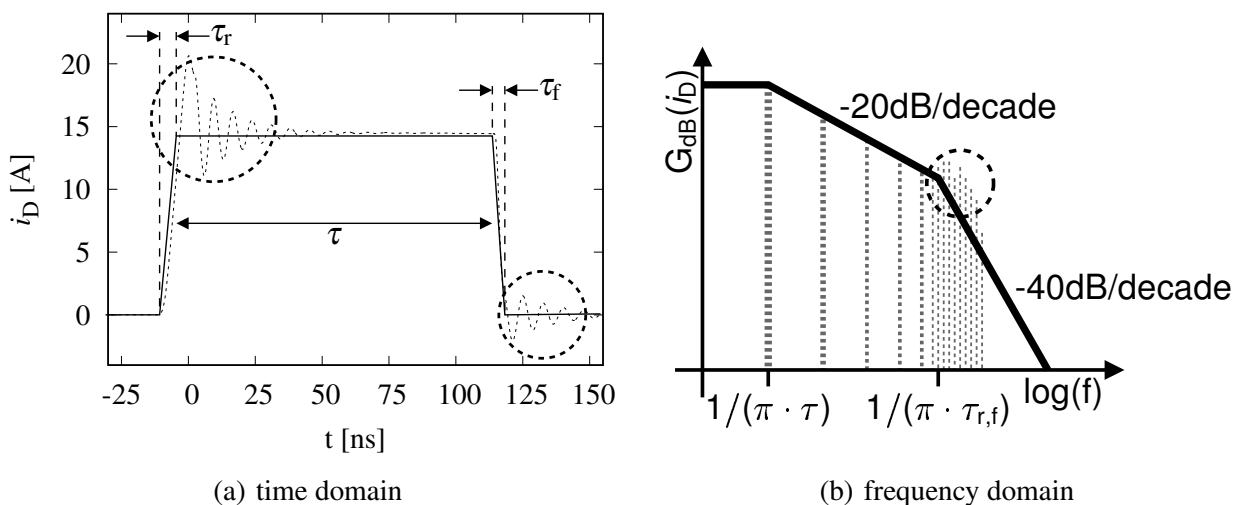 τr
τf
20
15
10
5
0
iD [A]
τ
-25
0
25
50
75
100
125
150
t [ns]
(a) time domain
GdB(iD)
-20dB/decade
-40dB/decade
1/(π · τ)
1/(π · τr,f)
log(f)
(b) frequency domain